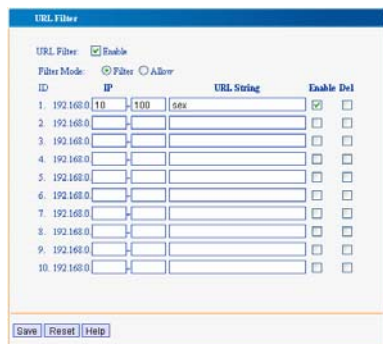 URL Filter
URL Filter: Enable
Filter Mode: Filter Allow
ID IP URL String Enable Del
1. 192.168.0. 10 - 100 sex
2. 192.168.0. -
3. 192.168.0. -
4. 192.168.0. -
5. 192.168.0. -
6. 192.168.0. -
7. 192.168.0. -
8. 192.168.0. -
9. 192.168.0. -
10. 192.168.0. -
Save Reset Help